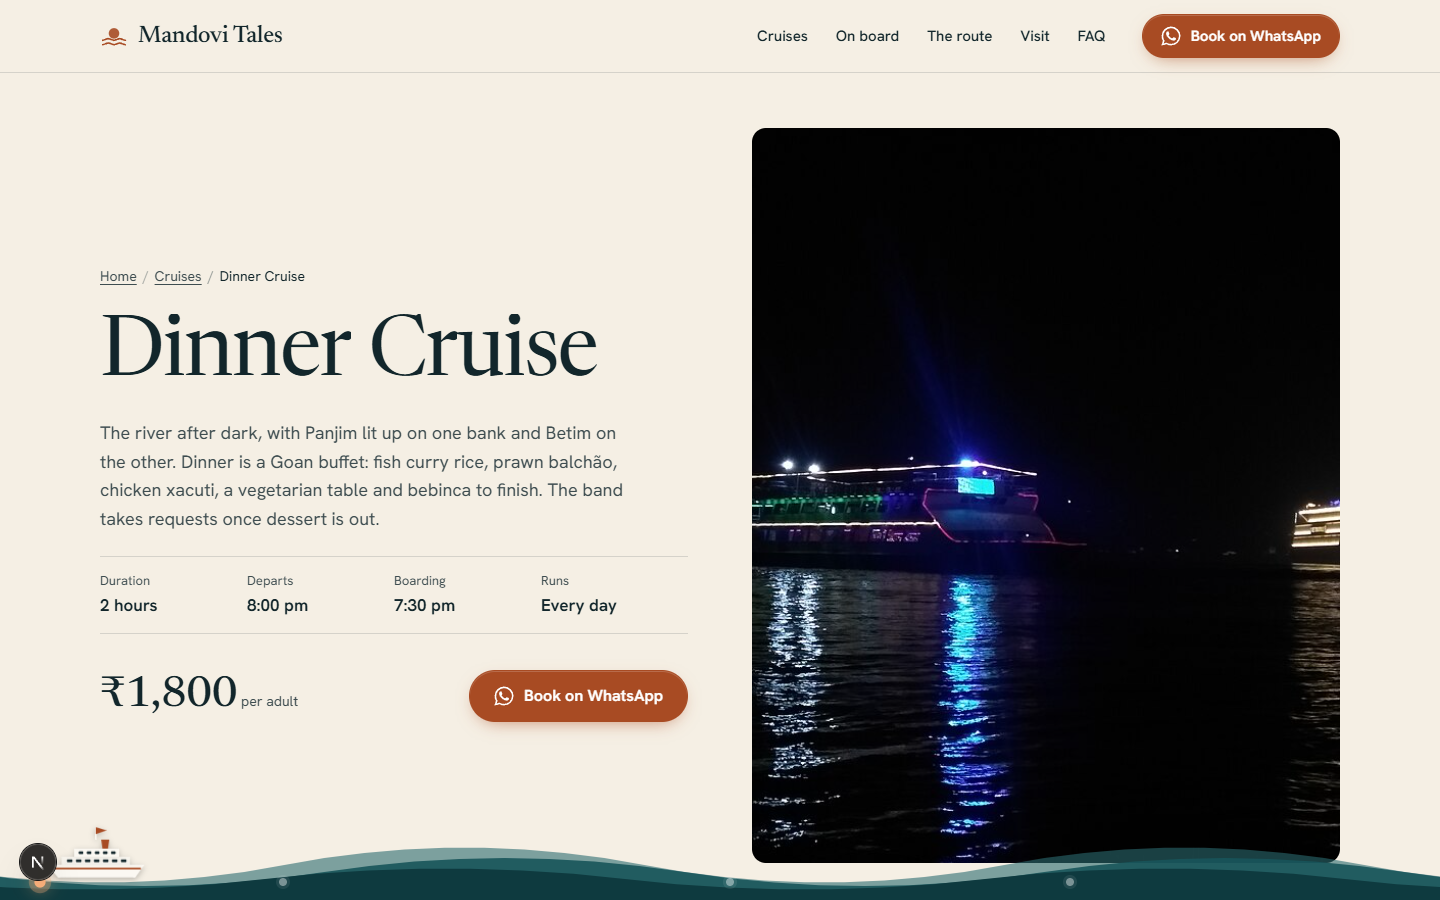 Mandovi Tales
Cruises
On board
The route
Visit
FAQ
Book on WhatsApp
Home / Cruises / Dinner Cruise
Dinner Cruise
The river after dark, with Panjim lit up on one bank and Betim on
the other. Dinner is a Goan buffet: fish curry rice, prawn balchão,
chicken xacuti, a vegetarian table and bebinca to finish. The band
takes requests once dessert is out.
Duration
2 hours
Departs
8:00 pm
Boarding
7:30 pm
Runs
Every day
₹1,800 per adult
Book on WhatsApp
N